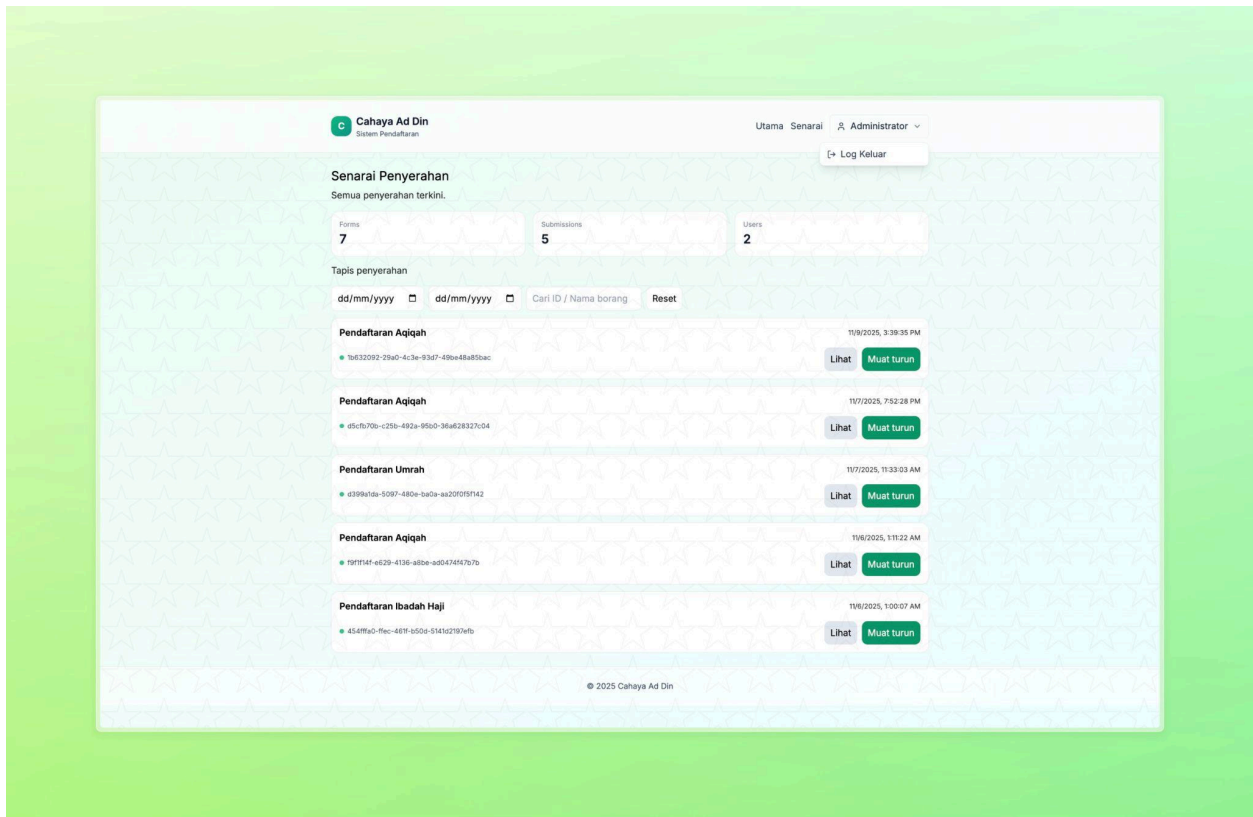 C
Cahaya Ad Din
Sistem Pendaftaran
Utama Senarai Administrator
Log Keluar
Senarai Penyerahan
Semua penyerahan terkini.
Forms
7
Submissions
5
Users
2
Tapis penyerahan
dd/mm/yyyy dd/mm/yyyy Cari ID / Nama borang Reset
Pendaftaran Aqiqah 11/9/2025, 3:39:35 PM
1b632092-29a0-4c3e-93d7-49be48a85bac Lihat Muat turun
Pendaftaran Aqiqah 11/7/2025, 7:52:28 PM
d5cfb70b-c25b-492a-95b0-36a628327c04 Lihat Muat turun
Pendaftaran Umrah 11/7/2025, 11:33:03 AM
d399a1da-5097-480e-ba0a-aa20f0f5f142 Lihat Muat turun
Pendaftaran Aqiqah 11/6/2025, 1:11:22 AM
f9f1f14f-e629-4136-a8be-ad0474f47b7b Lihat Muat turun
Pendaftaran Ibadah Haji 11/6/2025, 1:00:07 AM
454fffa0-ffec-461f-b50d-5141d2197efb Lihat Muat turun
© 2025 Cahaya Ad Din